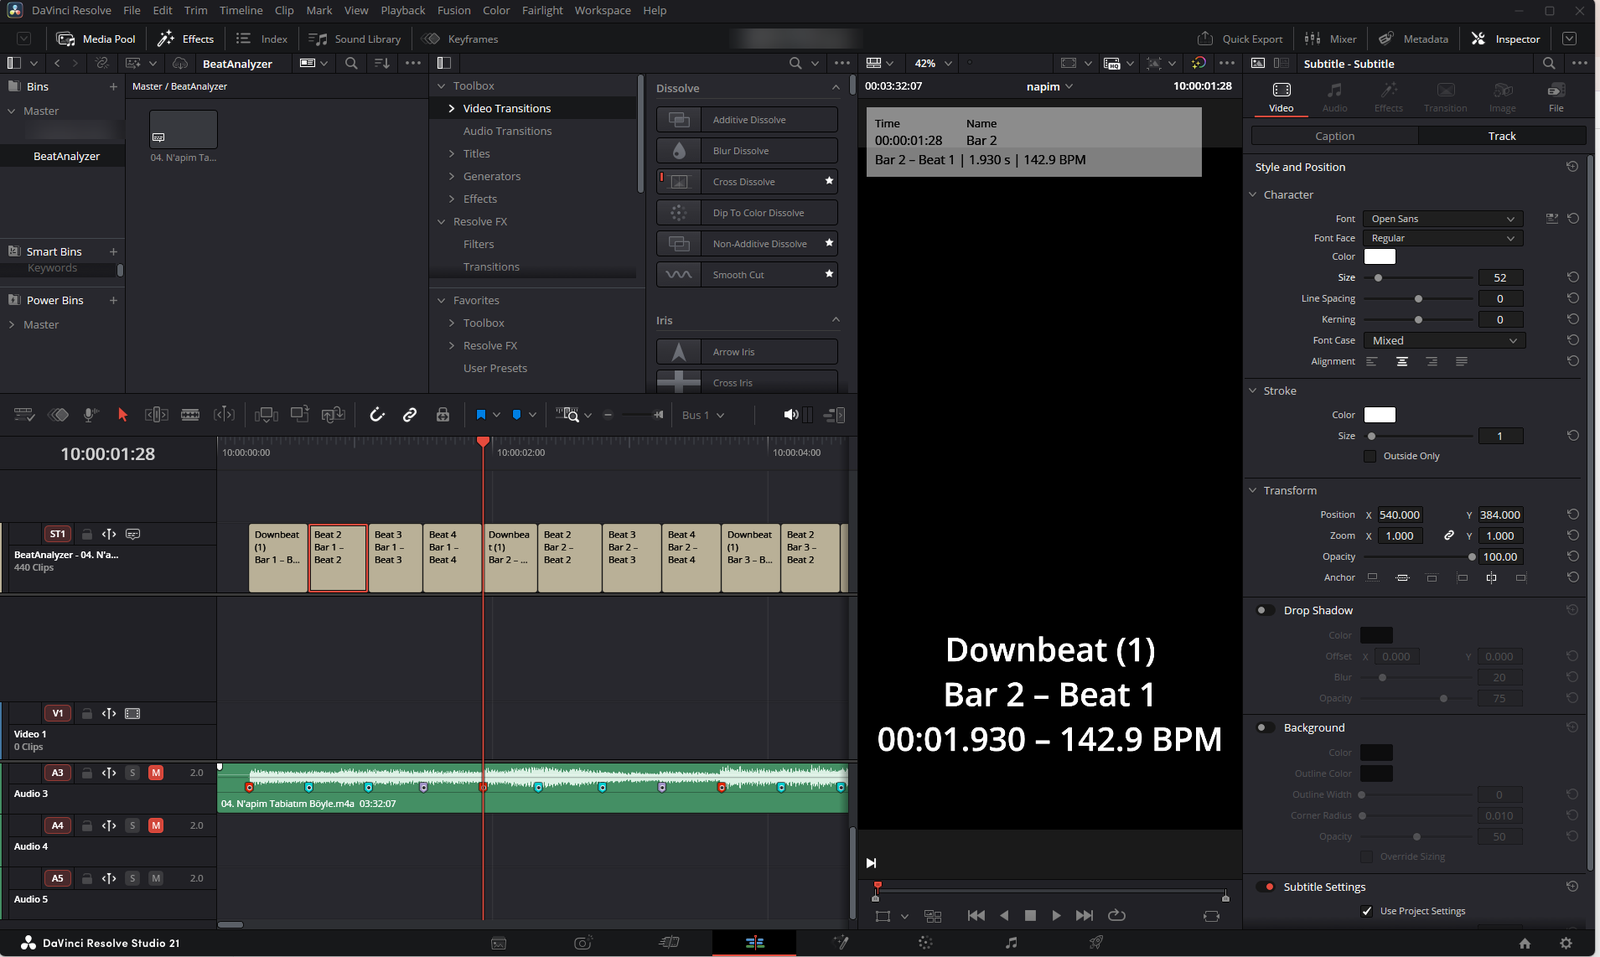 DaVinci Resolve File Edit Trim Timeline Clip Mark View Playback Fusion Color Fairlight Workspace Help
Media Pool Effects Index Sound Library Keyframes Quick Export Mixer Metadata Inspector
BeatAnalyzer 42% Subtitle - Subtitle
Bins
Master
BeatAnalyzer
Smart Bins
Keywords
Power Bins
Master
Master / BeatAnalyzer
04. N'apim Ta...
Toolbox
Video Transitions
Audio Transitions
Titles
Generators
Effects
Resolve FX
Filters
Transitions
Favorites
Toolbox
Resolve FX
User Presets
Dissolve
Additive Dissolve
Blur Dissolve
Cross Dissolve
Dip To Color Dissolve
Non-Additive Dissolve
Smooth Cut
Iris
Arrow Iris
Cross Iris
00:03:32:07 napim 10:00:01:28
Time Name
00:00:01:28 Bar 2
Bar 2 – Beat 1 | 1.930 s | 142.9 BPM
Downbeat (1)
Bar 2 – Beat 1
00:01.930 – 142.9 BPM
Video Audio Effects Transition Image File
Caption Track
Style and Position
Character
Font Open Sans
Font Face Regular
Color
Size 52
Line Spacing 0
Kerning 0
Font Case Mixed
Alignment
Stroke
Color
Size 1
Outside Only
Transform
Position X 540.000 Y 384.000
Zoom X 1.000 Y 1.000
Opacity 100.00
Anchor
Drop Shadow
Color
Offset X 0.000 Y 0.000
Blur 20
Opacity 75
Background
Color
Outline Color
Outline Width 0
Corner Radius 0.010
Opacity 50
Override Sizing
Subtitle Settings
Use Project Settings
Bus 1
10:00:01:28
10:00:00:00 10:00:02:00 10:00:04:00
ST1
BeatAnalyzer - 04. N'a...
440 Clips
Downbeat
(1)
Bar 1 – B...
Beat 2
Bar 1 –
Beat 2
Beat 3
Bar 1 –
Beat 3
Beat 4
Bar 1 –
Beat 4
Downbea
t (1)
Bar 2 – ...
Beat 2
Bar 2 –
Beat 2
Beat 3
Bar 2 –
Beat 3
Beat 4
Bar 2 –
Beat 4
Downbeat
(1)
Bar 3 – B...
Beat 2
Bar 3 –
Beat 2
V1
Video 1
0 Clips
A3 S M 2.0
Audio 3
04. N'apim Tabiatım Böyle.m4a 03:32:07
A4 S M 2.0
Audio 4
A5 S M 2.0
Audio 5
DaVinci Resolve Studio 21